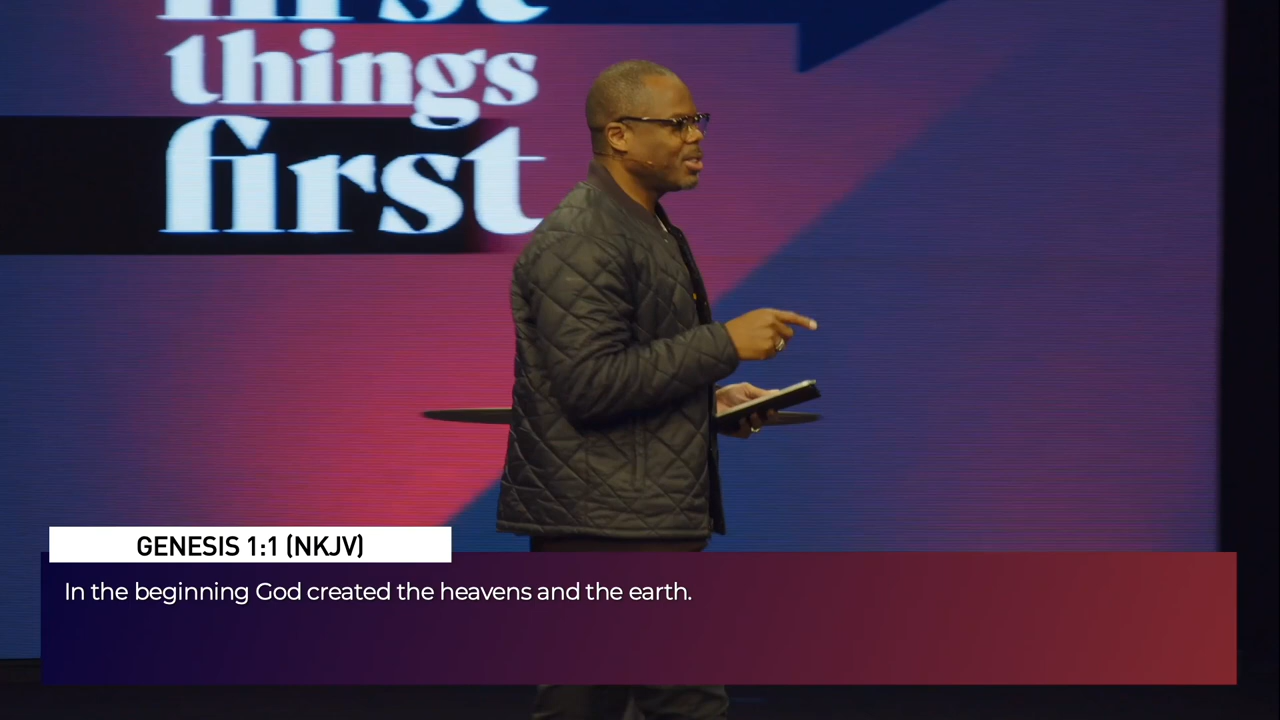 first
things
first
GENESIS 1:1 (NKJV)
In the beginning God created the heavens and the earth.